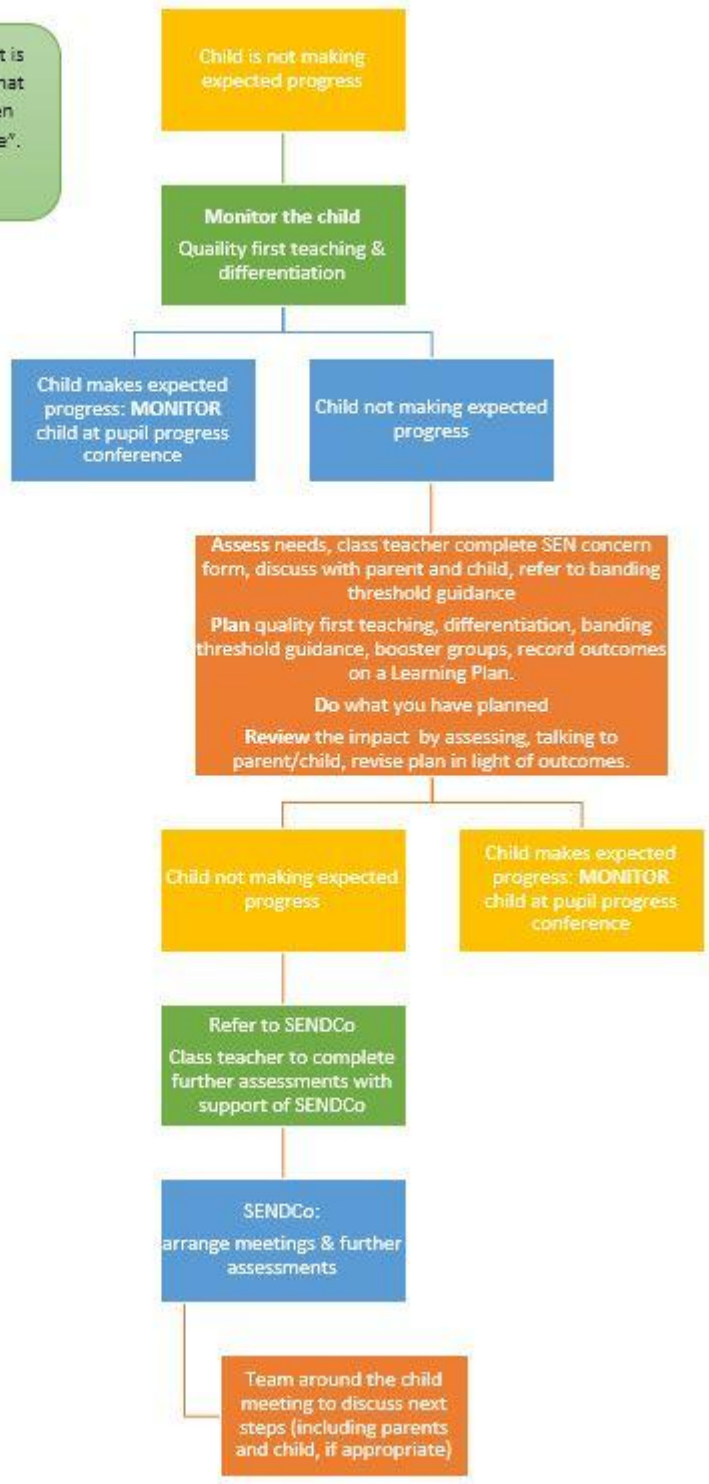 t is
hat
en
e".
Child is not making
expected progress
Monitor the child
Quaility first teaching &
differentiation
Child makes expected
progress: MONITOR
child at pupil progress
conference
Child not making expected
progress
Assess needs, class teacher complete SEN concern
form, discuss with parent and child, refer to banding
threshold guidance
Plan quality first teaching, differentiation, banding
threshold guidance, booster groups, record outcomes
on a Learning Plan.
Do what you have planned
Review the impact by assessing, talking to
parent/child, revise plan in light of outcomes.
Child not making expected
progress
Child makes expected
progress: MONITOR
child at pupil progress
conference
Refer to SENDCo
Class teacher to complete
further assessments with
support of SENDCo
SENDCo:
arrange meetings & further
assessments
Team around the child
meeting to discuss next
steps (including parents
and child, if appropriate)